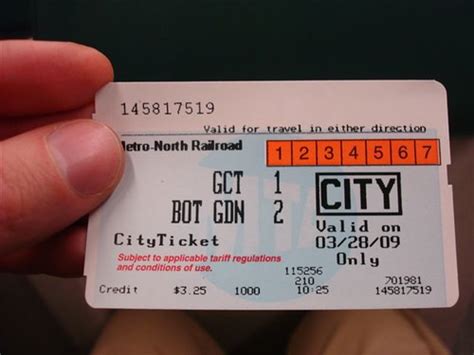 145817519
Valid for travel in either direction
Metro-North Railroad
1 2 3 4 5 6 7
GCT 1
BOT GDN 2
CITY
Valid on
03/28/09
Only
CityTicket
Subject to applicable tariff regulations
and conditions of use.
115256
210 701981
Credit $3.25 1000 10:25 145817519